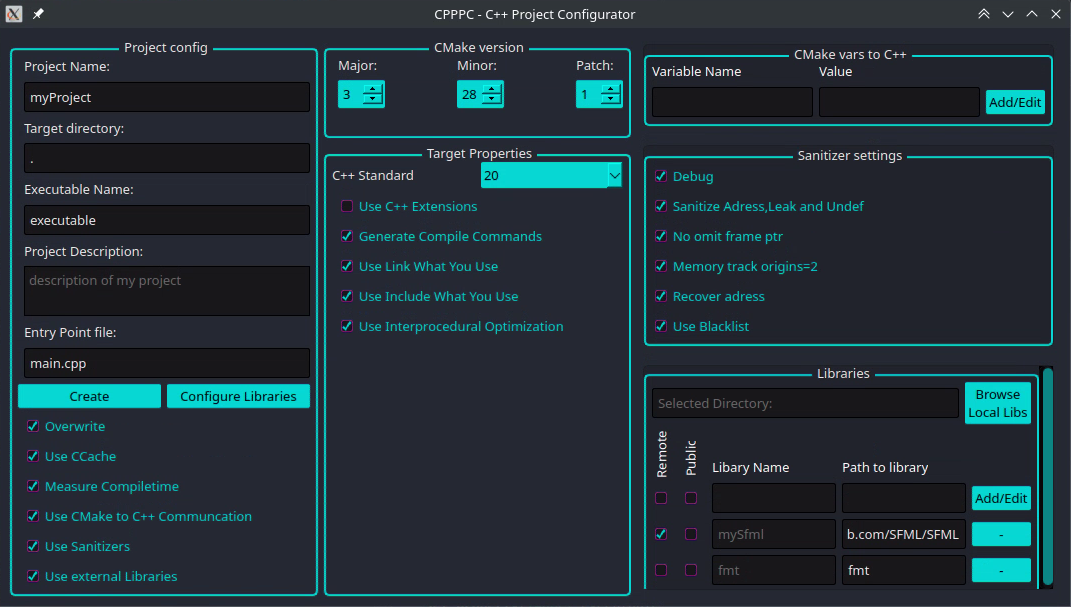 CPPPC - C++ Project Configurator
Project config
Project Name:
myProject
Target directory:
.
Executable Name:
executable
Project Description:
description of my project
Entry Point file:
main.cpp
Create
Configure Libraries
Overwrite
Use CCache
Measure Compiletime
Use CMake to C++ Communcation
Use Sanitizers
Use external Libraries
CMake version
Major:
Minor:
Patch:
3
28
1
Target Properties
C++ Standard
20
Use C++ Extensions
Generate Compile Commands
Use Link What You Use
Use Include What You Use
Use Interprocedural Optimization
CMake vars to C++
Variable Name
Value
Add/Edit
Sanitizer settings
Debug
Sanitize Adress,Leak and Undef
No omit frame ptr
Memory track origins=2
Recover adress
Use Blacklist
Libraries
Selected Directory:
Browse
Local Libs
Remote
Public
Libary Name
Path to library
Add/Edit
mySfml
b.com/SFML/SFML
-
fmt
fmt
-